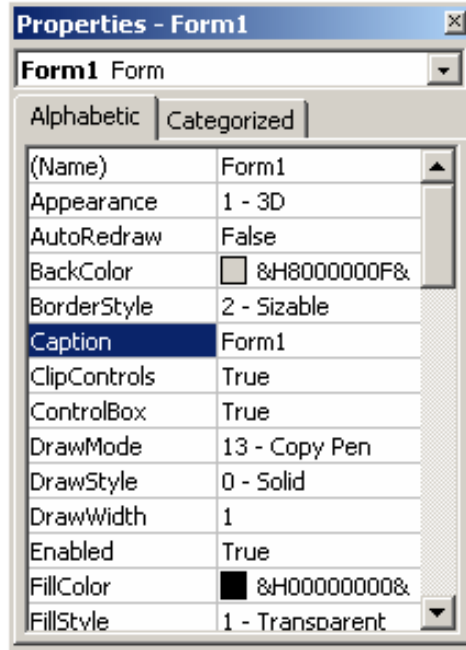 Properties - Form1
Form1 Form
Alphabetic Categorized
(Name) Form1
Appearance 1 - 3D
AutoRedraw False
BackColor &H8000000F&
BorderStyle 2 - Sizable
Caption Form1
ClipControls True
ControlBox True
DrawMode 13 - Copy Pen
DrawStyle 0 - Solid
DrawWidth 1
Enabled True
FillColor &H00000000&
FillStyle 1 - Transparent